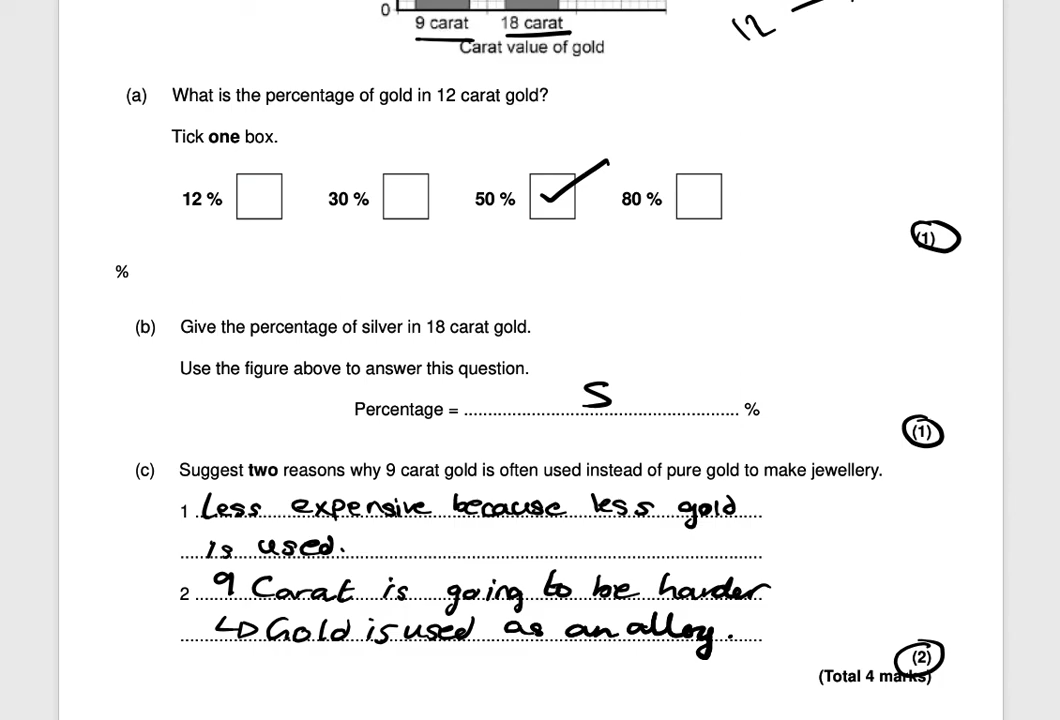 0
9 carat 18 carat
12
Carat value of gold
(a) What is the percentage of gold in 12 carat gold?
Tick one box.
12 % 30 % 50 % 80 %
(1)
%
(b) Give the percentage of silver in 18 carat gold.
Use the figure above to answer this question.
Percentage = 5 %
(1)
(c) Suggest two reasons why 9 carat gold is often used instead of pure gold to make jewellery.
1 Less expensive because less gold
is used.
2 9 Carat is going to be harder
↳ Gold is used as an alloy.
(2)
(Total 4 marks)